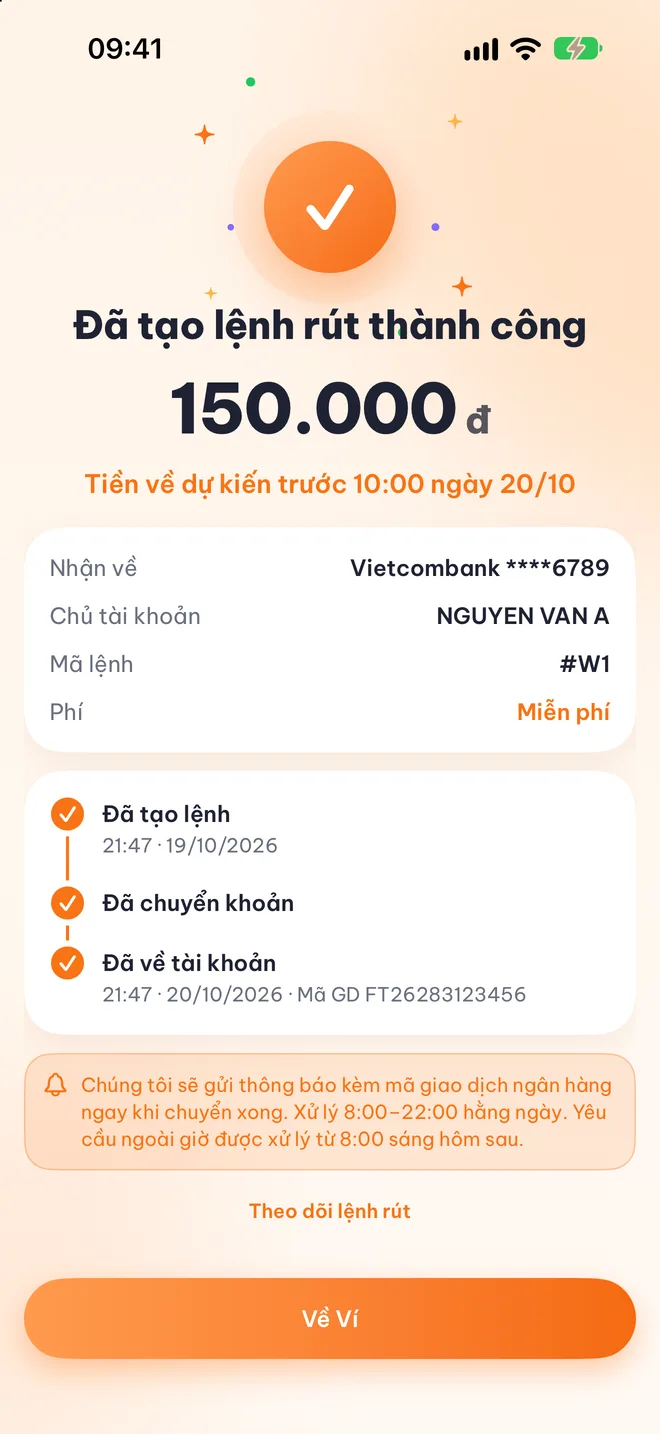 09:41
Đã tạo lệnh rút thành công
150.000 đ
Tiền về dự kiến trước 10:00 ngày 20/10
Nhận về Vietcombank ****6789
Chủ tài khoản NGUYEN VAN A
Mã lệnh #W1
Phí Miễn phí
Đã tạo lệnh
21:47 · 19/10/2026
Đã chuyển khoản
Đã về tài khoản
21:47 · 20/10/2026 · Mã GD FT26283123456
Chúng tôi sẽ gửi thông báo kèm mã giao dịch ngân hàng
ngay khi chuyển xong. Xử lý 8:00–22:00 hằng ngày. Yêu
cầu ngoài giờ được xử lý từ 8:00 sáng hôm sau.
Theo dõi lệnh rút
Về Ví